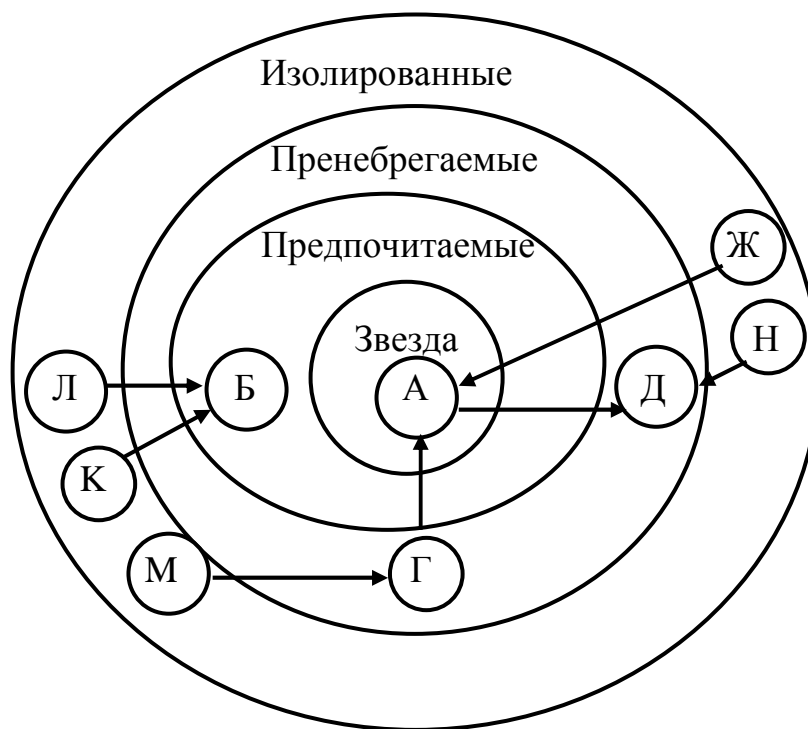 Изолированные
Пренебрегаемые
Предпочитаемые
Ж
Звезда
Н
Л
Б
А
Д
К
М
Г